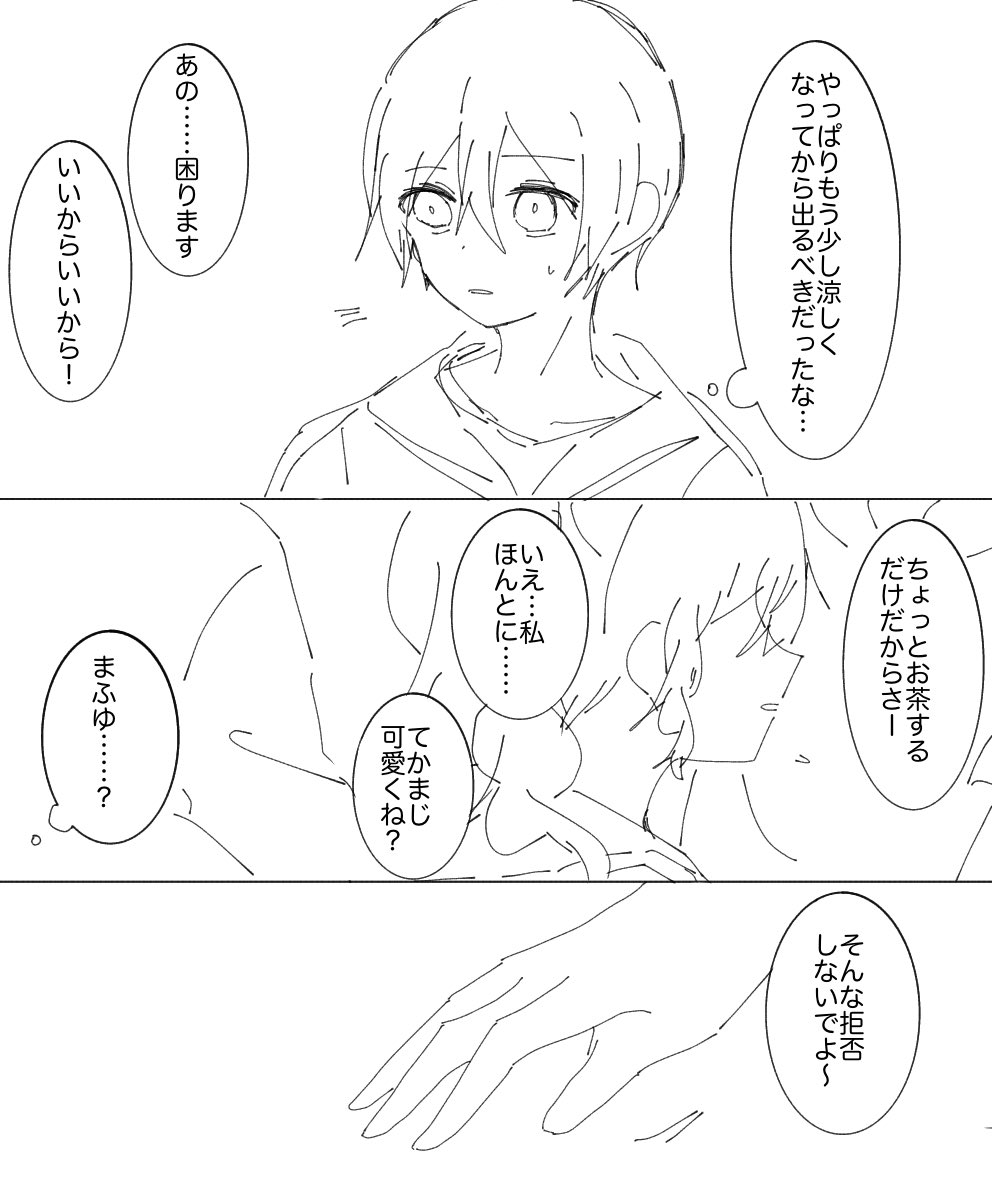 やっぱりもう少し涼しく
なってから出るべきだったな…
あの……困ります
いいからいいから！
ちょっとお茶する
だけだからさー
いえ…私
ほんとに……
てかまじ
可愛くね？
まふゆ……？
そんな拒否
しないでよ〜